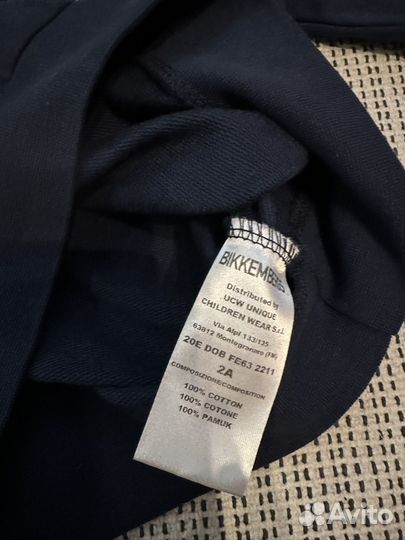 BIKKEMBERGS
Distributed by
UCW UNIQUE
CHILDREN WEAR S.r.l.
Via Alpi 133/135
63812 Montegranaro (FM)
20E DOB FE63 2211
2A
COMPOSIZIONE/COMPOSITION
100% COTTON
100% COTONE
100% PAMUK
Avito